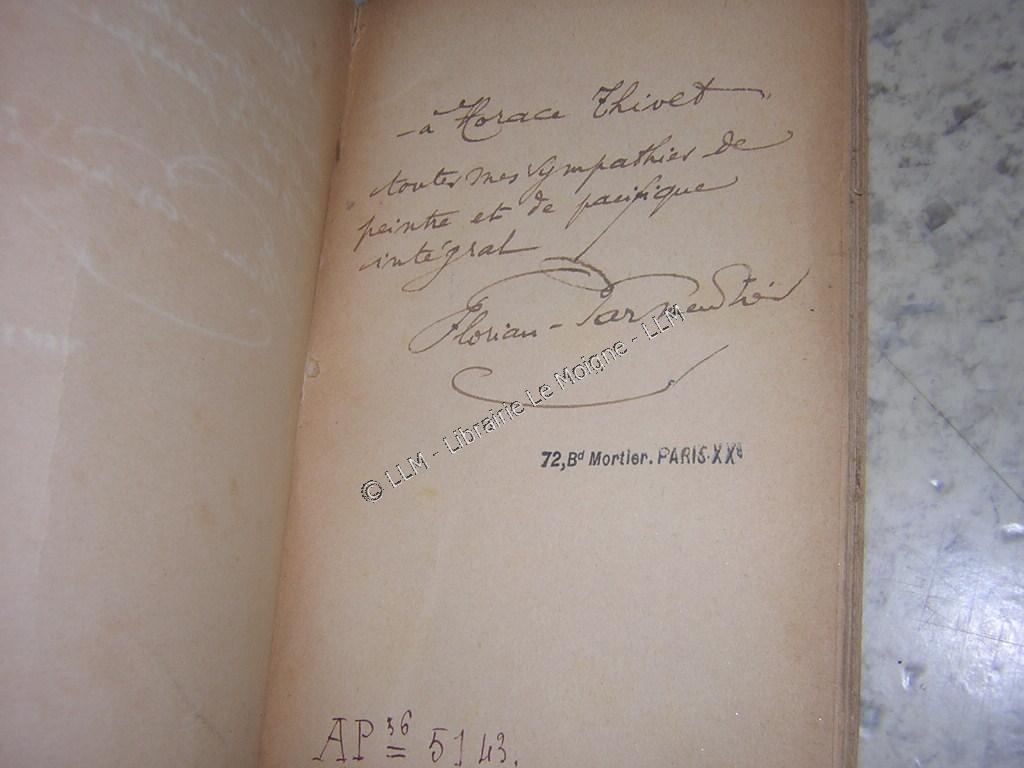 à Horace Thivet
toutes mes sympathies de
peintre et de pacifique
intégral
Florian-Parmentier
© LLM - Librairie Le Moigne - LLM
72, Bd Mortier. PARIS-XXe
AP 36 5143.